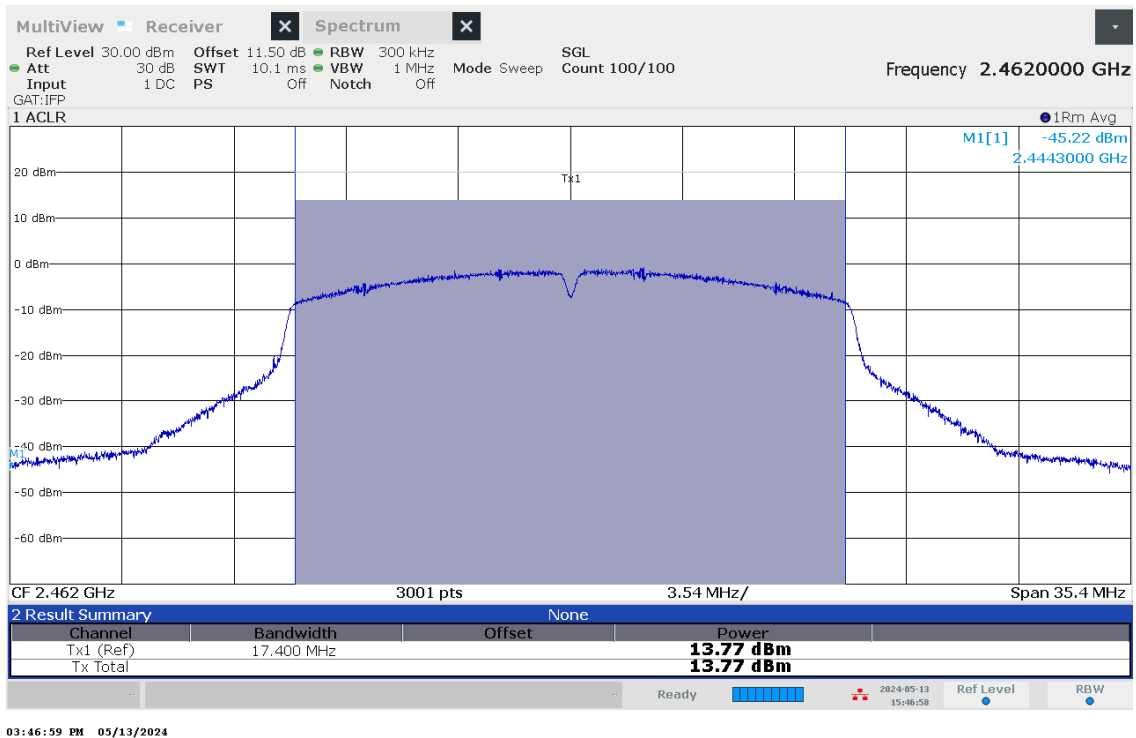 MultiView Receiver X Spectrum X
Ref Level 30.00 dBm Offset 11.50 dB RBW 300 kHz SGL
Att 30 dB SWT 10.1 ms VBW 1 MHz Mode Sweep Count 100/100 Frequency 2.4620000 GHz
Input 1 DC PS Off Notch Off
GAT:IFP
1 ACLR 1Rm Avg
M1[1] -45.22 dBm
2.4443000 GHz
20 dBm
Tx1
10 dBm
0 dBm
-10 dBm
-20 dBm
-30 dBm
-40 dBm
M1
-50 dBm
-60 dBm
CF 2.462 GHz 3001 pts 3.54 MHz/ Span 35.4 MHz
2 Result Summary None
Channel Bandwidth Offset Power
Tx1 (Ref) 17.400 MHz 13.77 dBm
Tx Total 13.77 dBm
Ready 2024-05-13 Ref Level RBW
15:46:58
03:46:59 PM 05/13/2024